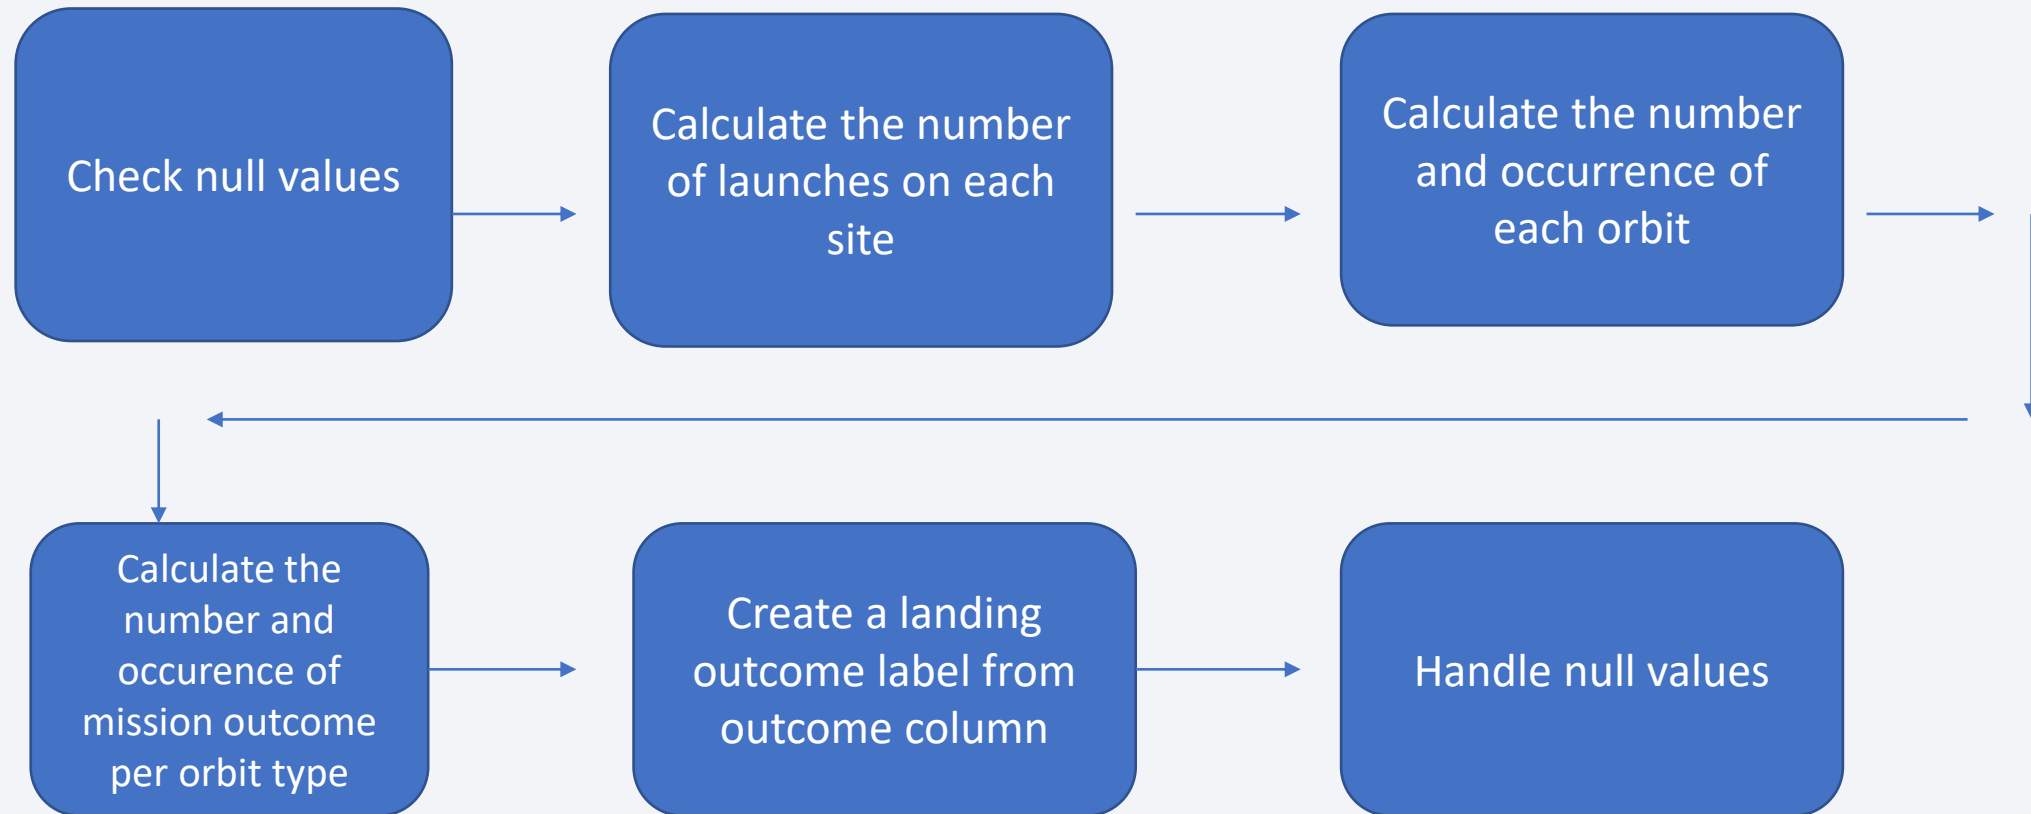 Check null values
Calculate the number
of launches on each
site
Calculate the number
and occurrence of
each orbit
Calculate the
number and
occurence of
mission outcome
per orbit type
Create a landing
outcome label from
outcome column
Handle null values